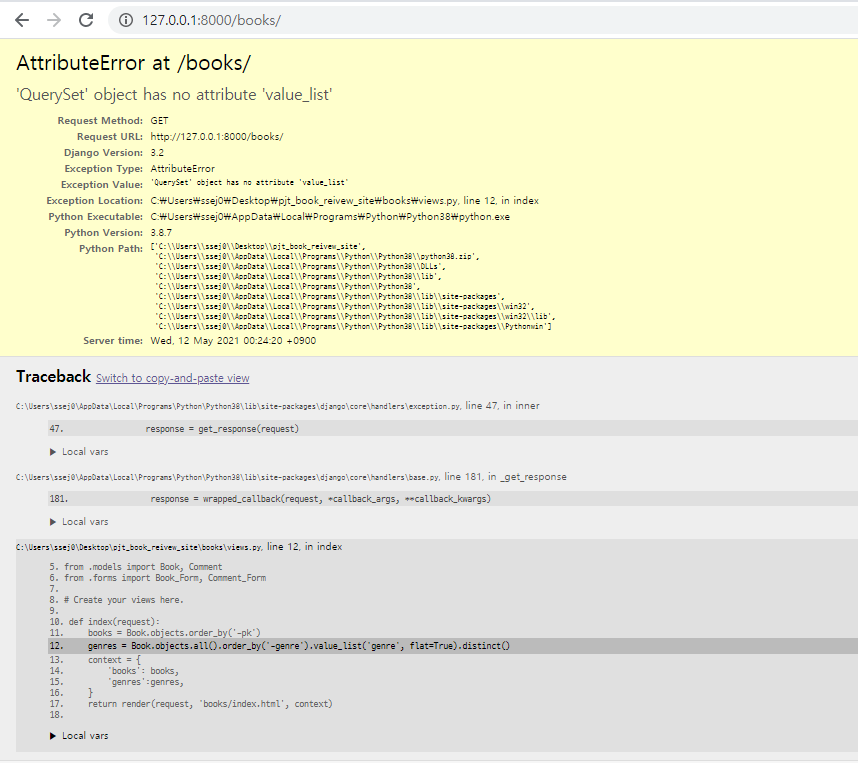 127.0.0.1:8000/books/
AttributeError at /books/
'QuerySet' object has no attribute 'value_list'
Request Method: GET
Request URL: http://127.0.0.1:8000/books/
Django Version: 3.2
Exception Type: AttributeError
Exception Value: 'QuerySet' object has no attribute 'value_list'
Exception Location: C:₩Users₩ssej0₩Desktop₩pjt_book_reivew_site₩books₩views.py, line 12, in index
Python Executable: C:₩Users₩ssej0₩AppData₩Local₩Programs₩Python₩Python38₩python.exe
Python Version: 3.8.7
Python Path: ['C:\\Users\\ssej0\\Desktop\\pjt_book_reivew_site',
'C:\\Users\\ssej0\\AppData\\Local\\Programs\\Python\\Python38\\python38.zip',
'C:\\Users\\ssej0\\AppData\\Local\\Programs\\Python\\Python38\\DLLs',
'C:\\Users\\ssej0\\AppData\\Local\\Programs\\Python\\Python38\\lib',
'C:\\Users\\ssej0\\AppData\\Local\\Programs\\Python\\Python38',
'C:\\Users\\ssej0\\AppData\\Local\\Programs\\Python\\Python38\\lib\\site-packages',
'C:\\Users\\ssej0\\AppData\\Local\\Programs\\Python\\Python38\\lib\\site-packages\\win32',
'C:\\Users\\ssej0\\AppData\\Local\\Programs\\Python\\Python38\\lib\\site-packages\\win32\\lib',
'C:\\Users\\ssej0\\AppData\\Local\\Programs\\Python\\Python38\\lib\\site-packages\\Pythonwin']
Server time: Wed, 12 May 2021 00:24:20 +0900
Traceback Switch to copy-and-paste view
C:\Users\ssej0\AppData\Local\Programs\Python\Python38\lib\site-packages\django\core\handlers\exception.py, line 47, in inner
47. response = get_response(request)
▶ Local vars
C:\Users\ssej0\AppData\Local\Programs\Python\Python38\lib\site-packages\django\core\handlers\base.py, line 181, in _get_response
181. response = wrapped_callback(request, *callback_args, **callback_kwargs)
▶ Local vars
C:\Users\ssej0\Desktop\pjt_book_reivew_site\books\views.py, line 12, in index
5. from .models import Book, Comment
6. from .forms import Book_Form, Comment_Form
7.
8. # Create your views here.
9.
10. def index(request):
11. books = Book.objects.order_by('-pk')
12. genres = Book.objects.all().order_by('-genre').value_list('genre', flat=True).distinct()
13. context = {
14. 'books': books,
15. 'genres':genres,
16. }
17. return render(request, 'books/index.html', context)
18.
▶ Local vars